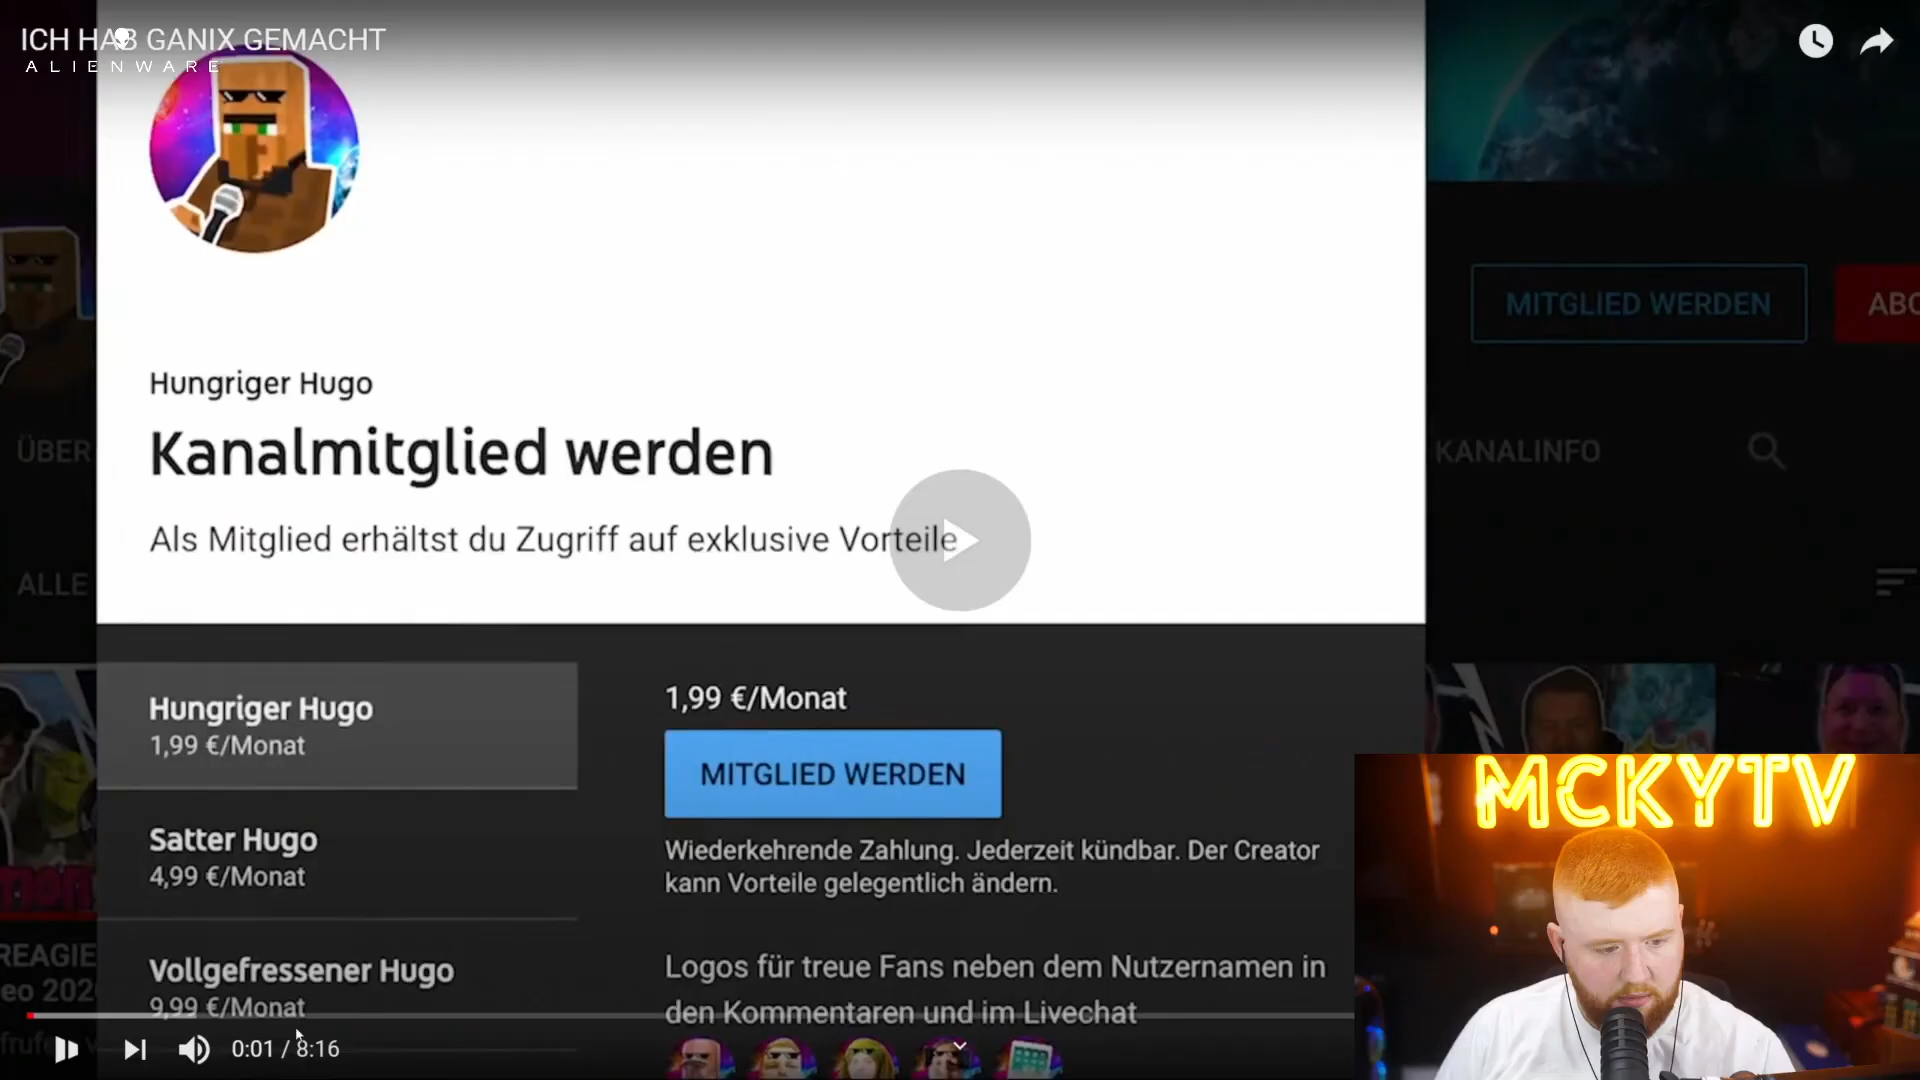 ICH HAB GANIX GEMACHT
ALIENWARE
MITGLIED WERDEN
Hungriger Hugo
Kanalmitglied werden
Als Mitglied erhältst du Zugriff auf exklusive Vorteile
ÜBER
KANALINFO
ALLE
Hungriger Hugo
1,99 €/Monat
1,99 €/Monat
MITGLIED WERDEN
Satter Hugo
4,99 €/Monat
Wiederkehrende Zahlung. Jederzeit kündbar. Der Creator
kann Vorteile gelegentlich ändern.
Vollgefressener Hugo
9,99 €/Monat
Logos für treue Fans neben dem Nutzernamen in
den Kommentaren und im Livechat
MCKYTV
0:01 / 8:16